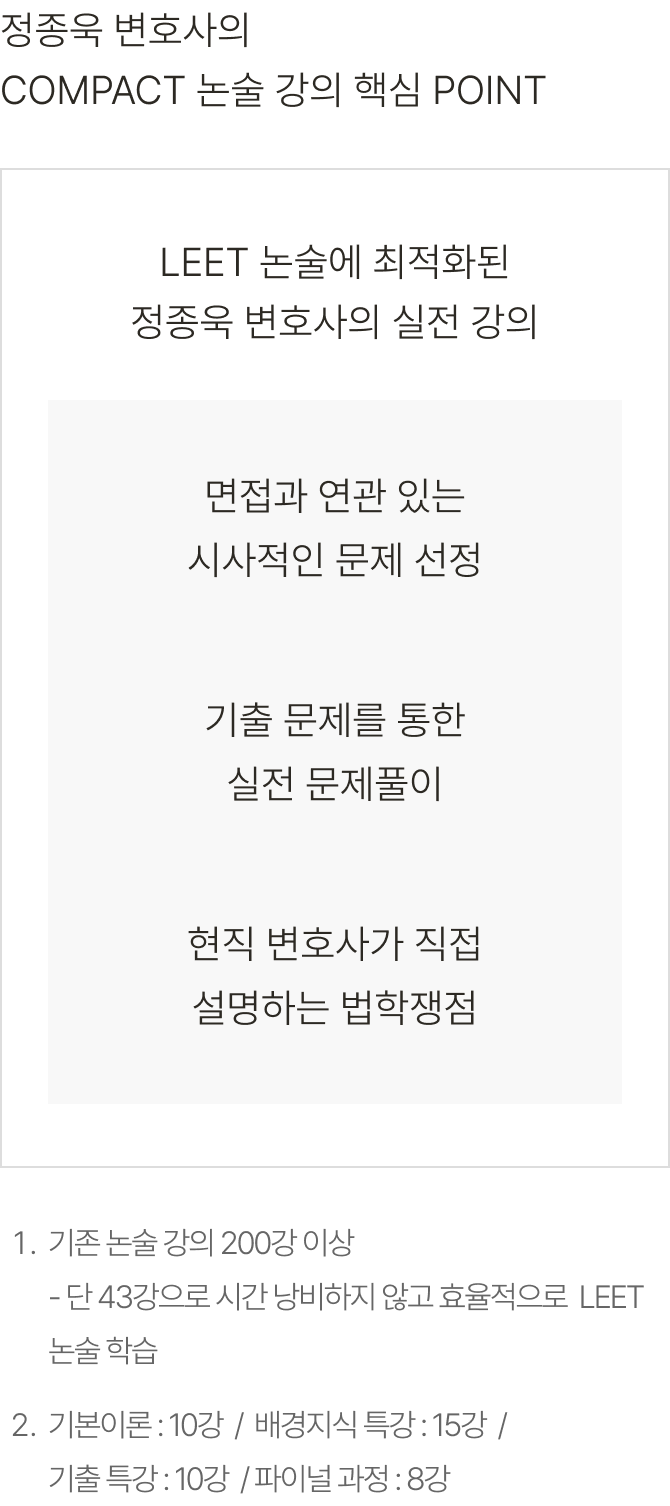 정종욱 변호사의
COMPACT 논술 강의 핵심 POINT
LEET 논술에 최적화된
정종욱 변호사의 실전 강의
면접과 연관 있는
시사적인 문제 선정
기출 문제를 통한
실전 문제풀이
현직 변호사가 직접
설명하는 법학쟁점
1. 기존 논술 강의 200강 이상
- 단 43강으로 시간 낭비하지 않고 효율적으로 LEET
논술 학습
2. 기본이론 : 10강 / 배경지식 특강 : 15강 /
기출 특강 : 10강 / 파이널 과정 : 8강